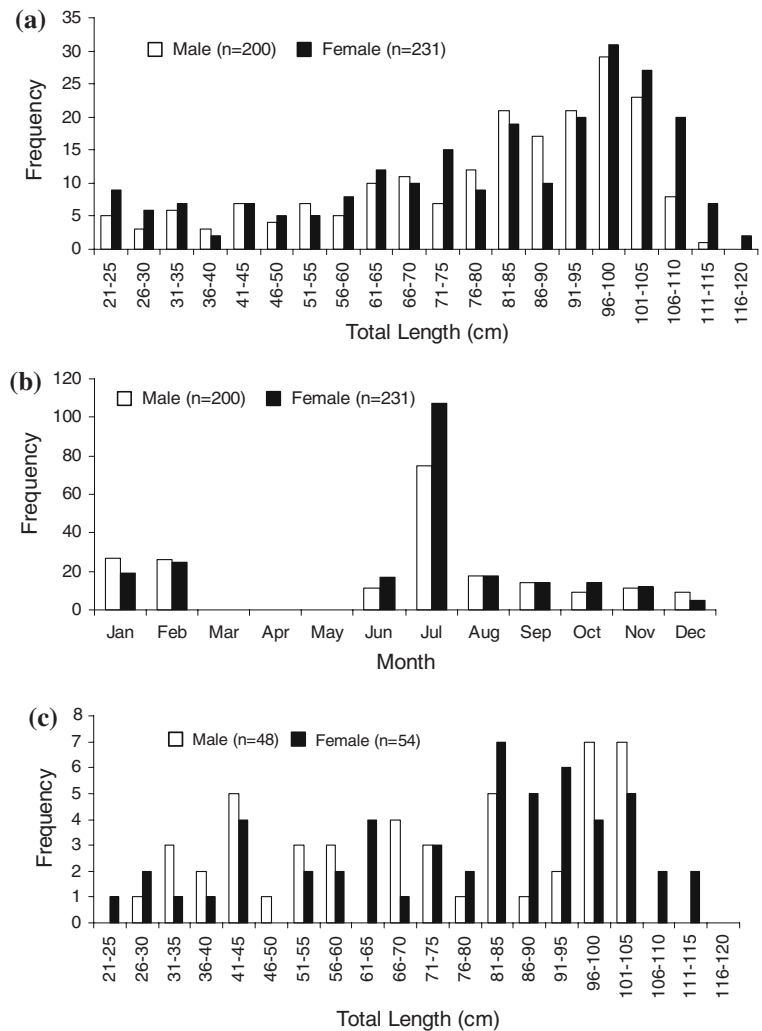 (a)
35
30
25
20
15
10
5
0
Frequency
Male (n=200) Female (n=231)
21-25 26-30 31-35 36-40 41-45 46-50 51-55 56-60 61-65 66-70 71-75 76-80 81-85 86-90 91-95 96-100 101-105 106-110 111-115 116-120
Total Length (cm)
(b)
120
100
80
60
40
20
0
Frequency
Male (n=200) Female (n=231)
Jan Feb Mar Apr May Jun Jul Aug Sep Oct Nov Dec
Month
(c)
8
7
6
5
4
3
2
1
0
Frequency
Male (n=48) Female (n=54)
21-25 26-30 31-35 36-40 41-45 46-50 51-55 56-60 61-65 66-70 71-75 76-80 81-85 86-90 91-95 96-100 101-105 106-110 111-115 116-120
Total Length (cm)